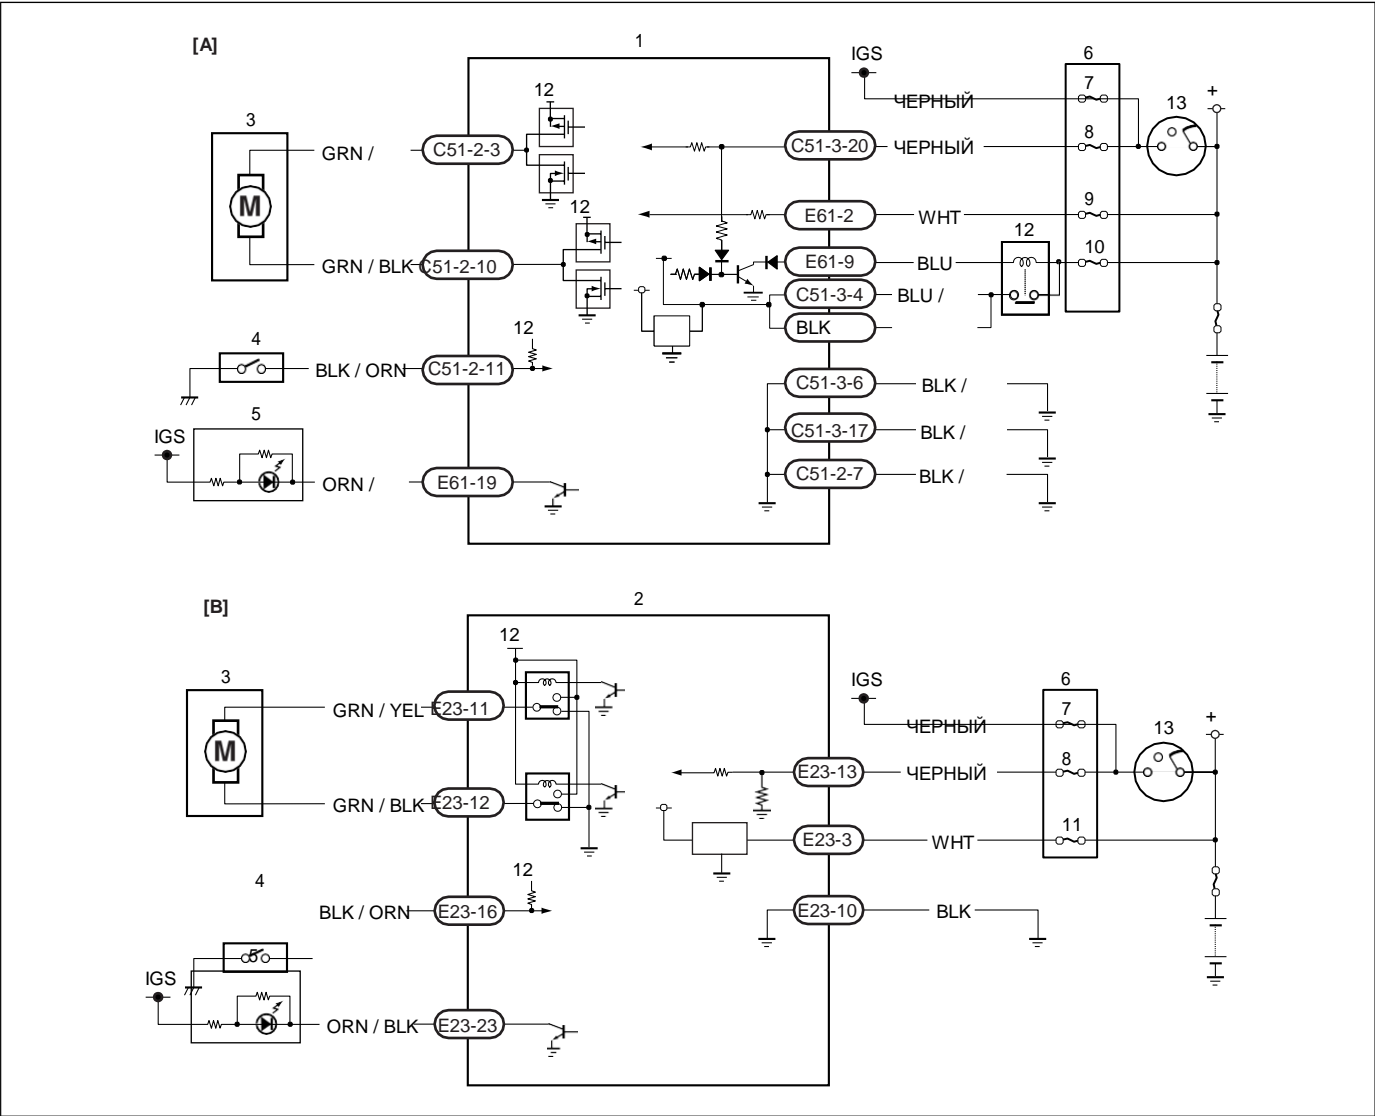 [A]
1
IGS
6
12
7
+
ЧЕРНЫЙ
13
3
8
GRN /
C51-2-3
C51-3-20
ЧЕРНЫЙ
M
12
9
E61-2
WHT
12
10
GRN / BLK
C51-2-10
E61-9
BLU
C51-3-4
BLU /
12
BLK
4
BLK / ORN
C51-2-11
C51-3-6
BLK /
5
IGS
C51-3-17
BLK /
ORN /
E61-19
C51-2-7
BLK /
[B]
2
12
3
IGS
6
7
+
GRN / YEL
E23-11
ЧЕРНЫЙ
13
M
8
E23-13
ЧЕРНЫЙ
GRN / BLK
E23-12
11
E23-3
WHT
4
12
BLK / ORN
E23-16
E23-10
BLK
5
IGS
ORN / BLK
E23-23